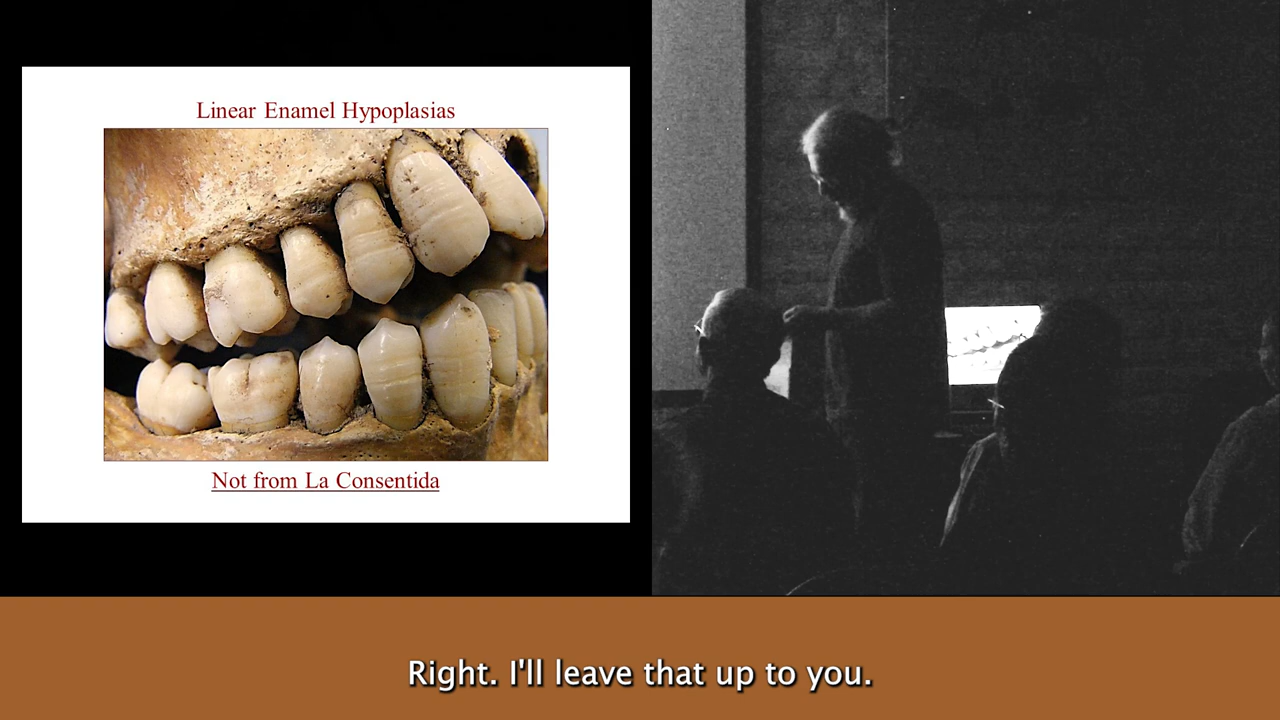 Linear Enamel Hypoplasias
Not from La Consentida
Right. I'll leave that up to you.